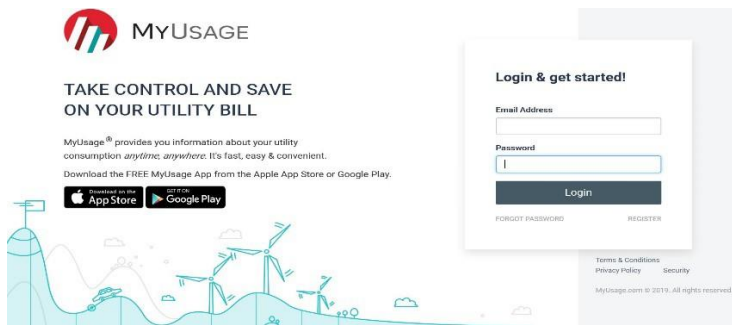 MYUSAGE
TAKE CONTROL AND SAVE
ON YOUR UTILITY BILL
MyUsage® provides you information about your utility
consumption anytime, anywhere. It's fast, easy & convenient.
Download the FREE MyUsage App from the Apple App Store or Google Play.
Download on the
App Store
GET IT ON
Google Play
Login & get started!
Email Address
Password
Login
FORGOT PASSWORD REGISTER
Terms & Conditions
Privacy Policy Security
MyUsage.com © 2019. All rights reserved